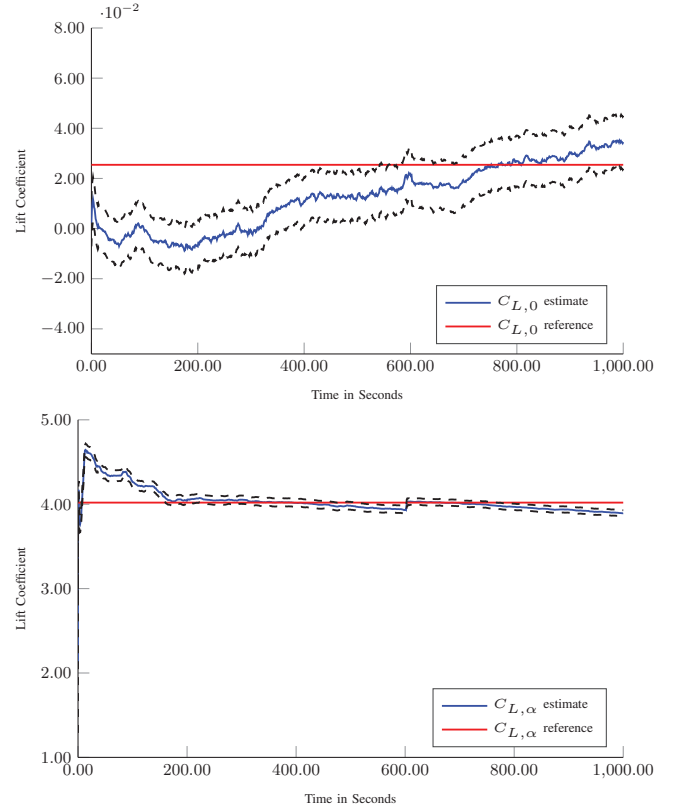 ·10⁻²
8.00
6.00
4.00
2.00
0.00
−2.00
−4.00
Lift Coefficient
C_{L,0} estimate
C_{L,0} reference
0.00 200.00 400.00 600.00 800.00 1,000.00
Time in Seconds
5.00
4.00
3.00
2.00
1.00
Lift Coefficient
C_{L,α} estimate
C_{L,α} reference
0.00 200.00 400.00 600.00 800.00 1,000.00
Time in Seconds